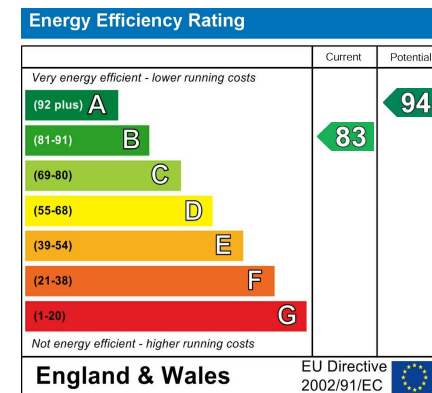 Energy Efficiency Rating
Current Potential
Very energy efficient - lower running costs
(92 plus) A
94
(81-91) B
83
(69-80) C
(55-68) D
(39-54) E
(21-38) F
(1-20) G
Not energy efficient - higher running costs
England & Wales
EU Directive
2002/91/EC